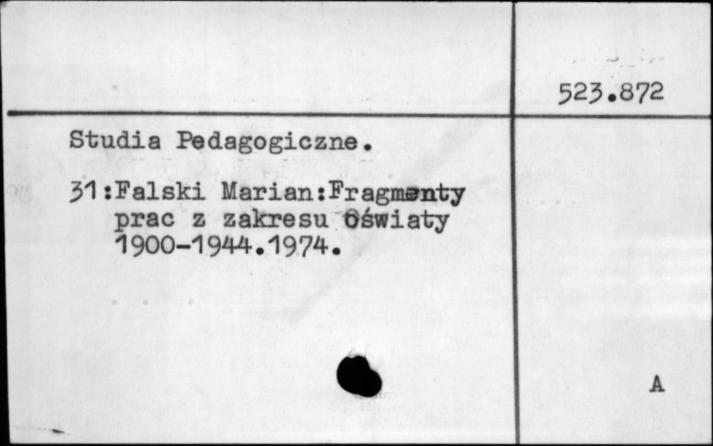 523.872
Studia Pedagogiczne.
31:Falski Marian:Fragmenty
prac z zakresu Oświaty
1900-1944.1974.
A